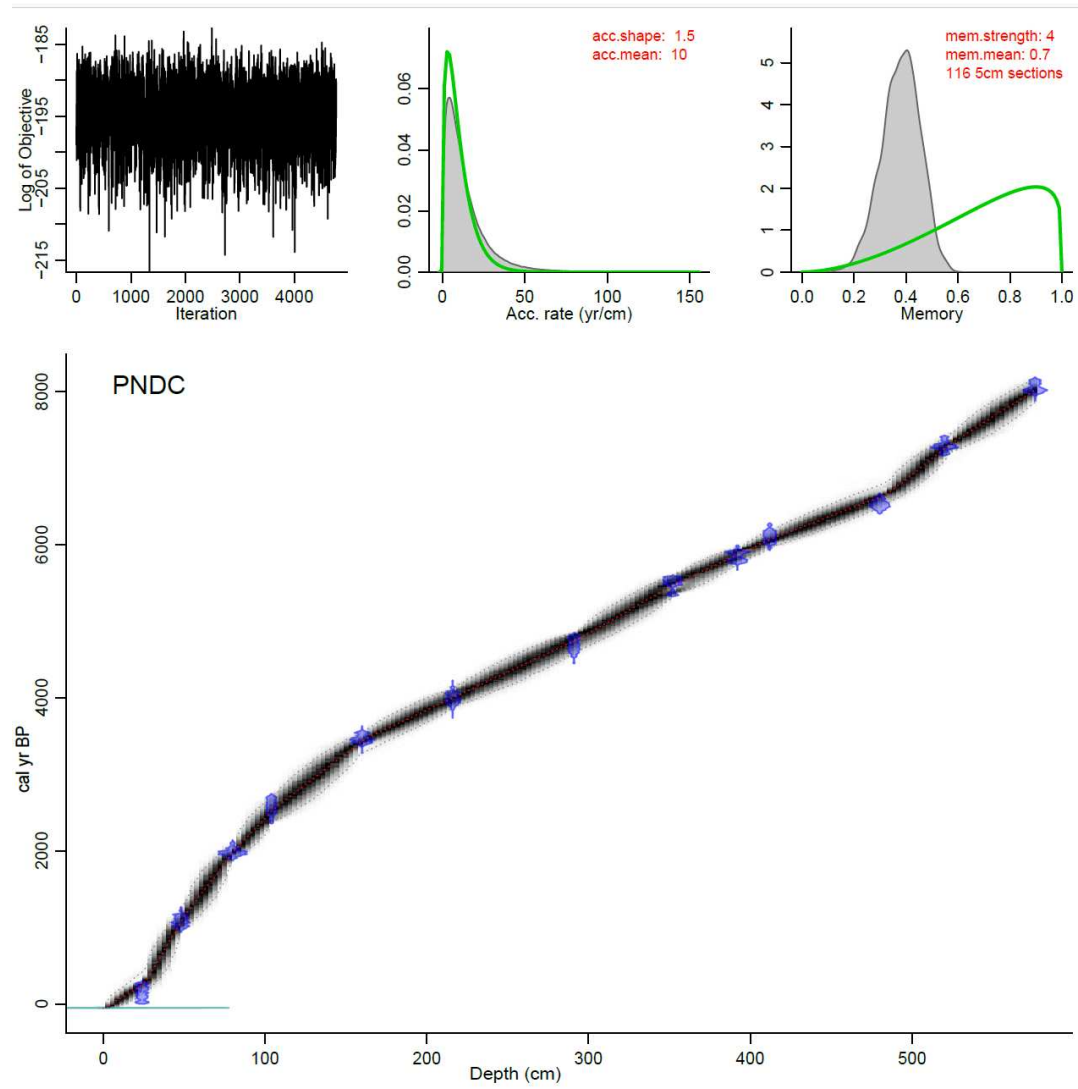 -185
-195
-205
-215
Log of Objective
0 1000 2000 3000 4000
Iteration
acc.shape: 1.5
acc.mean: 10
0.06
0.04
0.02
0.00
0 50 100 150
Acc. rate (yr/cm)
mem.strength: 4
mem.mean: 0.7
116 5cm sections
5
4
3
2
1
0
0.0 0.2 0.4 0.6 0.8 1.0
Memory
PNDC
8000
6000
4000
2000
0
cal yr BP
0 100 200 300 400 500
Depth (cm)